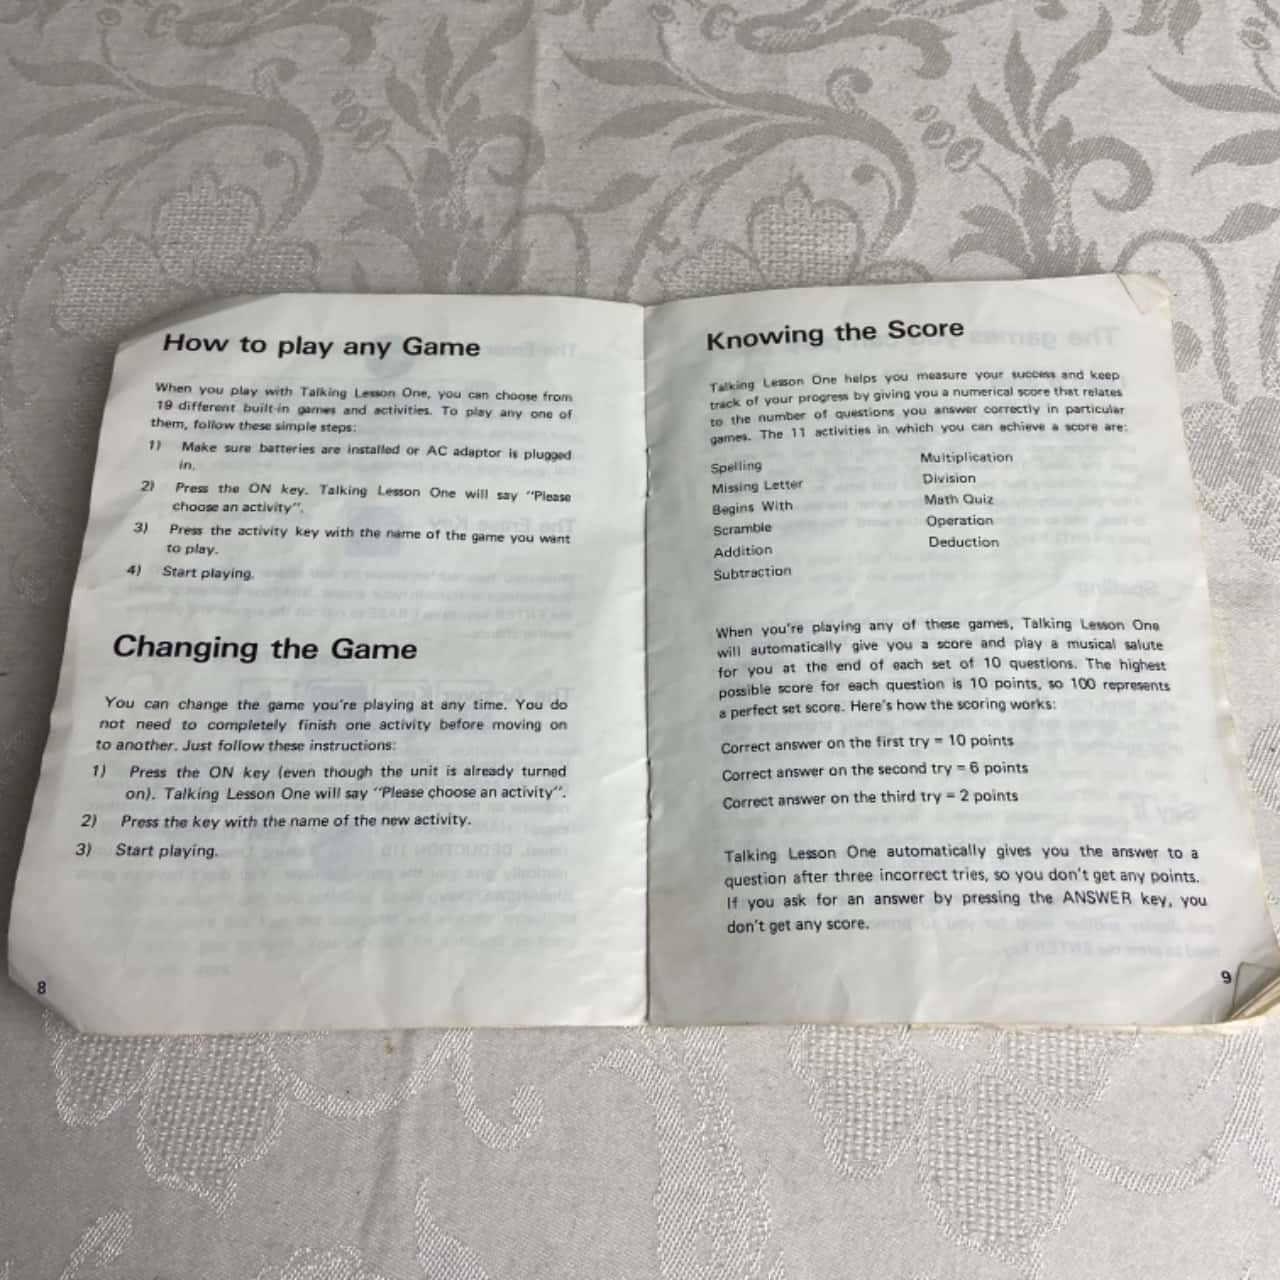 How to play any Game
When you play with Talking Lesson One, you can choose from
19 different built-in games and activities. To play any one of
them, follow these simple steps:
1) Make sure batteries are installed or AC adaptor is plugged
in.
2) Press the ON key. Talking Lesson One will say "Please
choose an activity".
3) Press the activity key with the name of the game you want
to play.
4) Start playing.
Changing the Game
You can change the game you're playing at any time. You do
not need to completely finish one activity before moving on
to another. Just follow these instructions:
1) Press the ON key (even though the unit is already turned
on). Talking Lesson One will say "Please choose an activity".
2) Press the key with the name of the new activity.
3) Start playing.
8
Knowing the Score
Talking Lesson One helps you measure your success and keep
track of your progress by giving you a numerical score that relates
to the number of questions you answer correctly in particular
games. The 11 activities in which you can achieve a score are:
Spelling
Missing Letter
Begins With
Scramble
Addition
Subtraction
Multiplication
Division
Math Quiz
Operation
Deduction
When you're playing any of these games, Talking Lesson One
will automatically give you a score and play a musical salute
for you at the end of each set of 10 questions. The highest
possible score for each question is 10 points, so 100 represents
a perfect set score. Here's how the scoring works:
Correct answer on the first try = 10 points
Correct answer on the second try = 6 points
Correct answer on the third try = 2 points
Talking Lesson One automatically gives you the answer to a
question after three incorrect tries, so you don't get any points.
If you ask for an answer by pressing the ANSWER key, you
don't get any score.
9